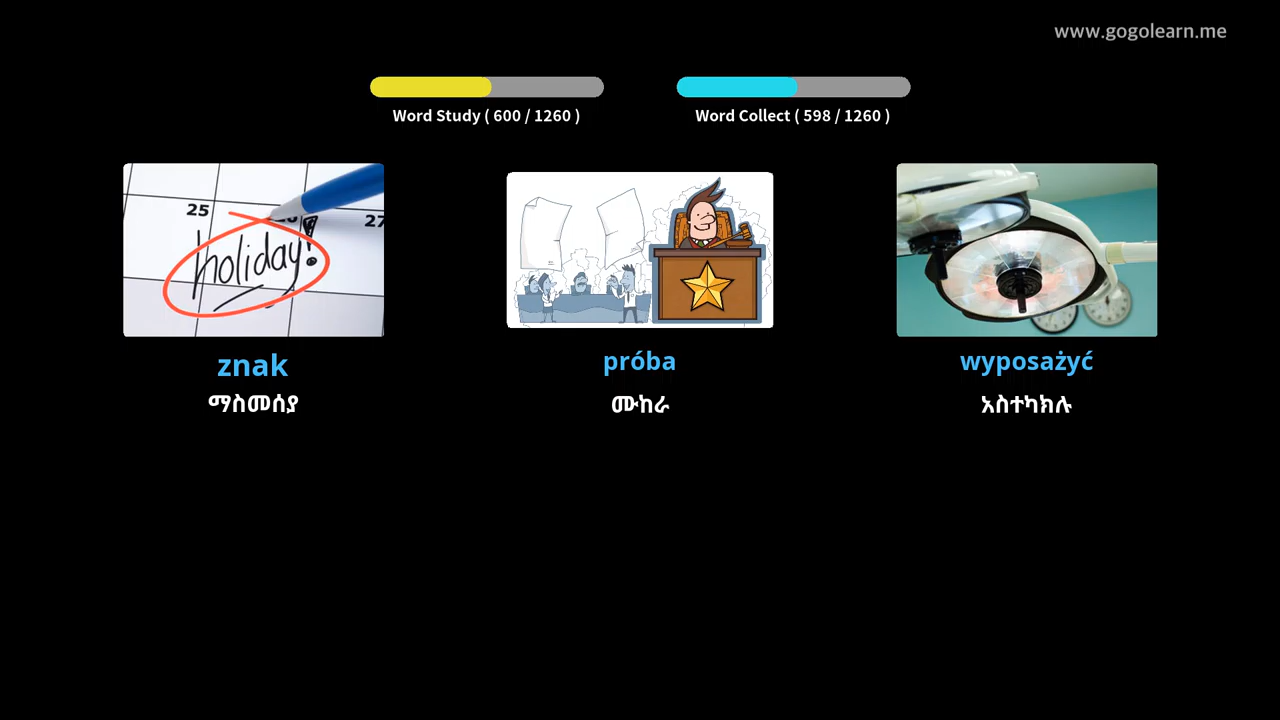 www.gogolearn.me
Word Study ( 600 / 1260 )
Word Collect ( 598 / 1260 )
25
27
holiday!
znak
próba
wyposażyć
ማስመሰያ
ሙከራ
አስተካክሉ